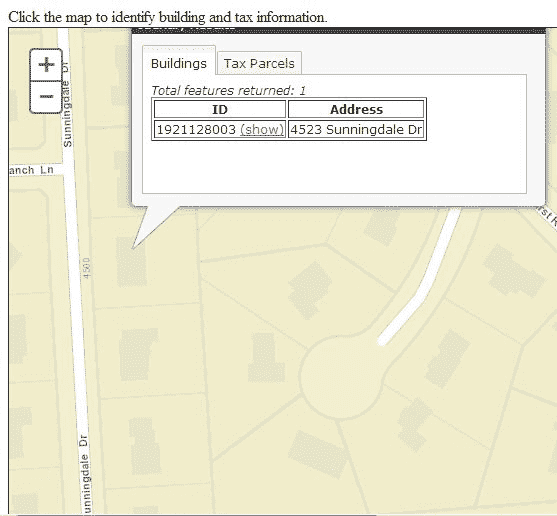 Click the map to identify building and tax information.
+
Sunningdale Dr
−
Buildings Tax Parcels
Total features returned: 1
ID Address
1921128003 (show) 4523 Sunningdale Dr
anch Ln
4500
unningdale Dr